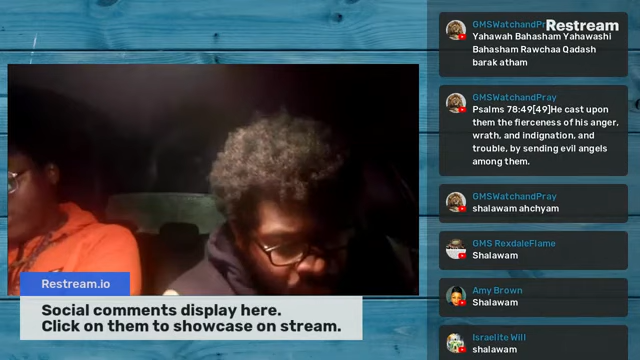 Restream
GMSWatchandPr
Yahawah Bahasham Yahawashi
Bahasham Rawchaa Qadash
barak atham
GMSWatchandPray
Psalms 78:49[49]He cast upon
them the fierceness of his anger,
wrath, and indignation, and
trouble, by sending evil angels
among them.
GMSWatchandPray
shalawam ahchyam
GMS RexdaleFlame
Shalawam
Amy Brown
Shalawam
Israelite Will
shalawam
Restream.io
Social comments display here.
Click on them to showcase on stream.